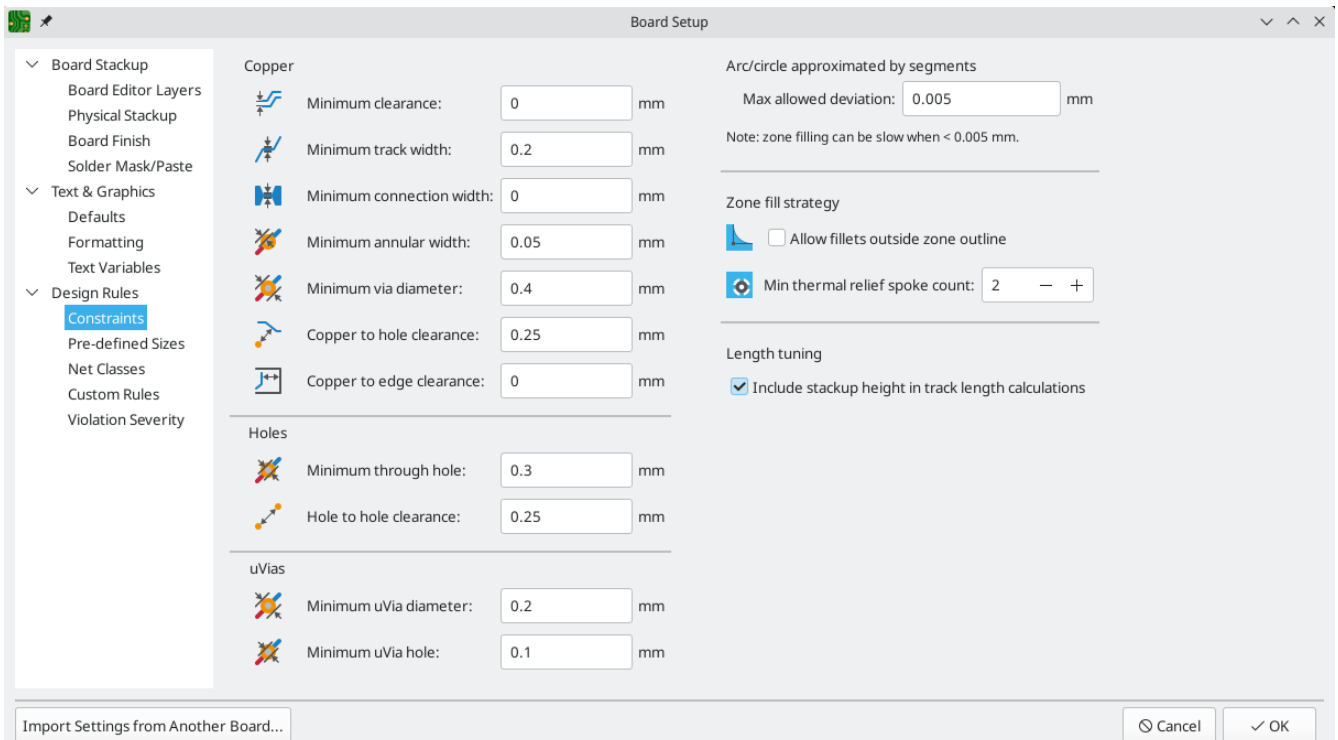 Board Setup
Board Stackup
Board Editor Layers
Physical Stackup
Board Finish
Solder Mask/Paste
Text & Graphics
Defaults
Formatting
Text Variables
Design Rules
Constraints
Pre-defined Sizes
Net Classes
Custom Rules
Violation Severity
Copper
Minimum clearance: 0 mm
Minimum track width: 0.2 mm
Minimum connection width: 0 mm
Minimum annular width: 0.05 mm
Minimum via diameter: 0.4 mm
Copper to hole clearance: 0.25 mm
Copper to edge clearance: 0 mm
Holes
Minimum through hole: 0.3 mm
Hole to hole clearance: 0.25 mm
uVias
Minimum uVia diameter: 0.2 mm
Minimum uVia hole: 0.1 mm
Arc/circle approximated by segments
Max allowed deviation: 0.005 mm
Note: zone filling can be slow when < 0.005 mm.
Zone fill strategy
Allow fillets outside zone outline
Min thermal relief spoke count: 2 − +
Length tuning
Include stackup height in track length calculations
Import Settings from Another Board...
Cancel
OK